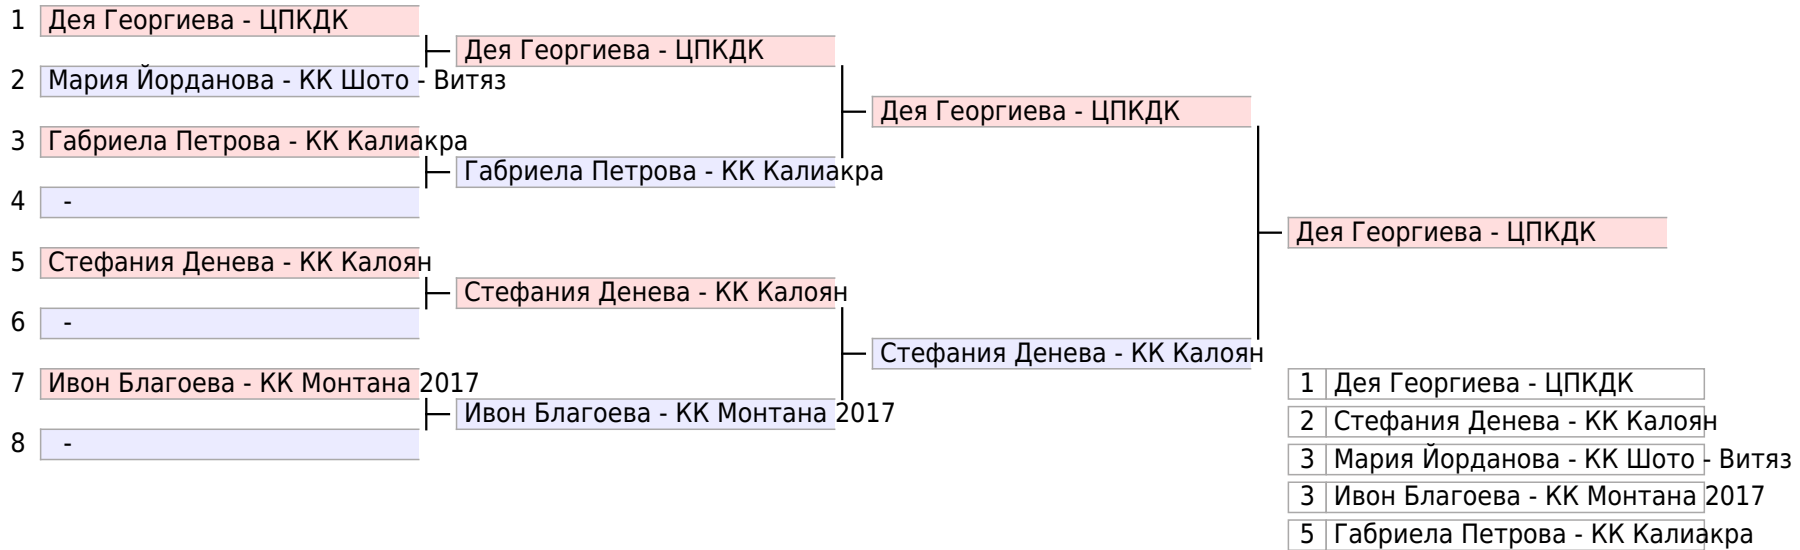 1 Дея Георгиева - ЦПКДК
Дея Георгиева - ЦПКДК
2 Мария Йорданова - КК Шото - Витяз
Дея Георгиева - ЦПКДК
3 Габриела Петрова - КК Калиакра
Габриела Петрова - КК Калиакра
4 -
Дея Георгиева - ЦПКДК
5 Стефания Денева - КК Калоян
Стефания Денева - КК Калоян
6 -
Стефания Денева - КК Калоян
7 Ивон Благоева - КК Монтана 2017
Ивон Благоева - КК Монтана 2017
8 -
1 Дея Георгиева - ЦПКДК
2 Стефания Денева - КК Калоян
3 Мария Йорданова - КК Шото - Витяз
3 Ивон Благоева - КК Монтана 2017
5 Габриела Петрова - КК Калиакра